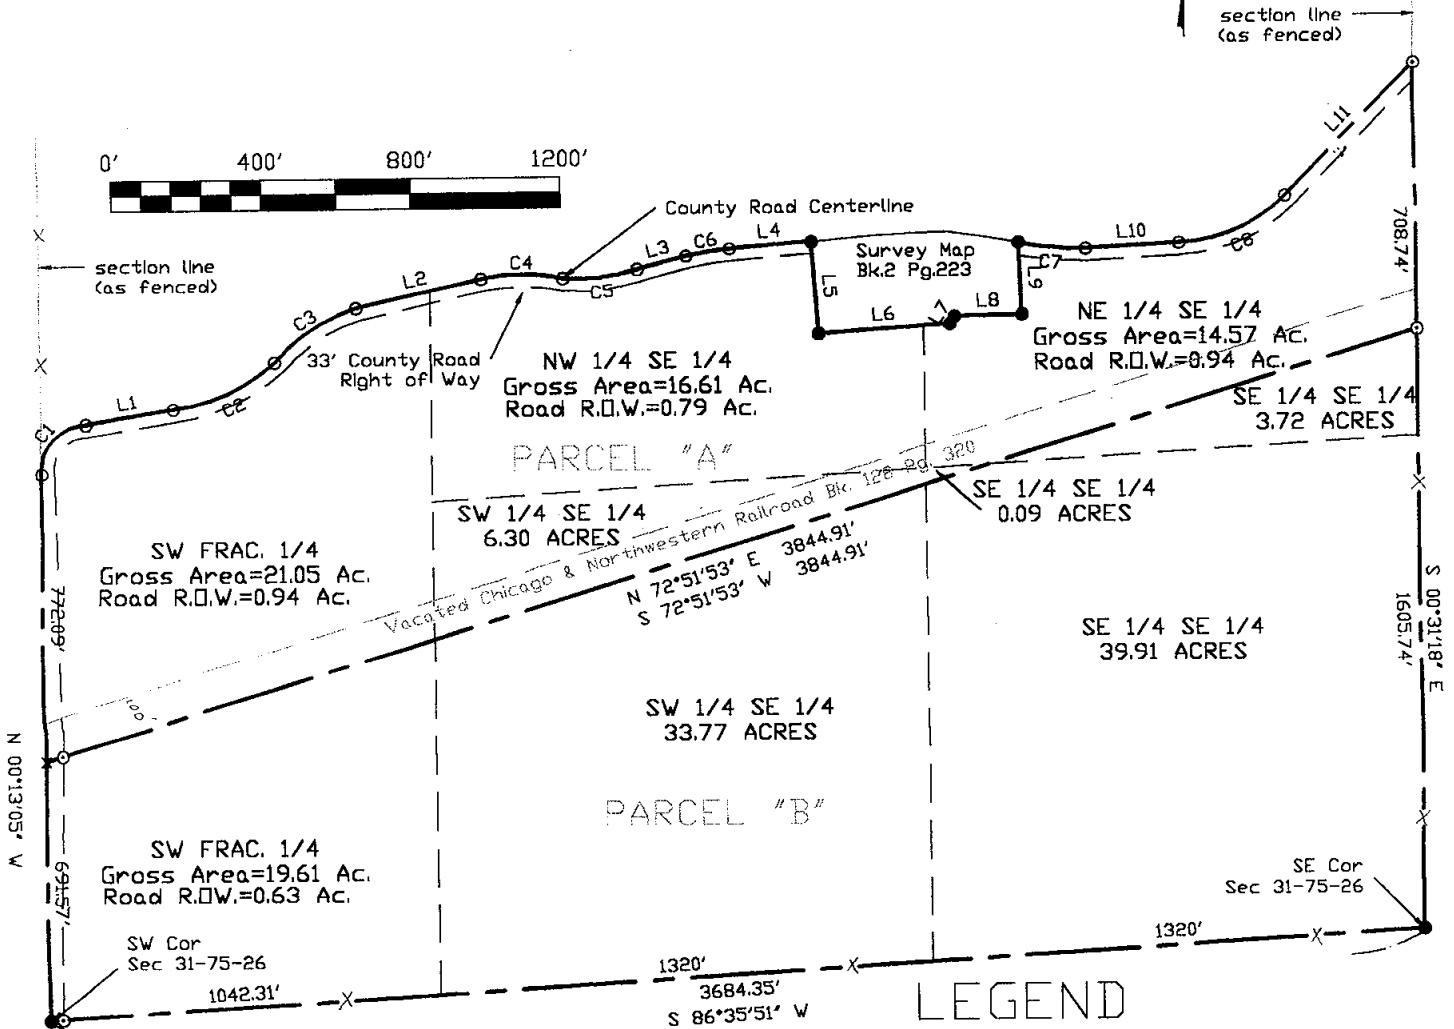 section line
(as fenced)
0' 400' 800' 1200'
County Road Centerline
section line
(as fenced)
L1
L2
L3
L4
L5
L6
L7
L8
L9
L10
L11
C1
C2
C3
C4
C5
C6
C7
C8
Survey Map
Bk.2 Pg.223
33' County Road
Right of Way
NW 1/4 SE 1/4
Gross Area=16.61 Ac.
Road R.O.W.=0.79 Ac.
NE 1/4 SE 1/4
Gross Area=14.57 Ac.
Road R.O.W.=0.94 Ac.
708.74'
SE 1/4 SE 1/4
3.72 ACRES
PARCEL "A"
SW 1/4 SE 1/4
6.30 ACRES
SE 1/4 SE 1/4
0.09 ACRES
Vacated Chicago & Northwestern Railroad Bk. 128 Pg. 320
N 72°51'53" E 3844.91'
S 72°51'53" W 3844.91'
SW FRAC. 1/4
Gross Area=21.05 Ac.
Road R.O.W.=0.94 Ac.
772.09'
100'
SE 1/4 SE 1/4
39.91 ACRES
S 00°31'18" E
1605.74'
SW 1/4 SE 1/4
33.77 ACRES
N 00°13'05" W
PARCEL "B"
SW FRAC. 1/4
Gross Area=19.61 Ac.
Road R.O.W.=0.63 Ac.
691.57'
SE Cor
Sec 31-75-26
SW Cor
Sec 31-75-26
1042.31'
1320'
1320'
3684.35'
S 86°35'51" W
LEGEND